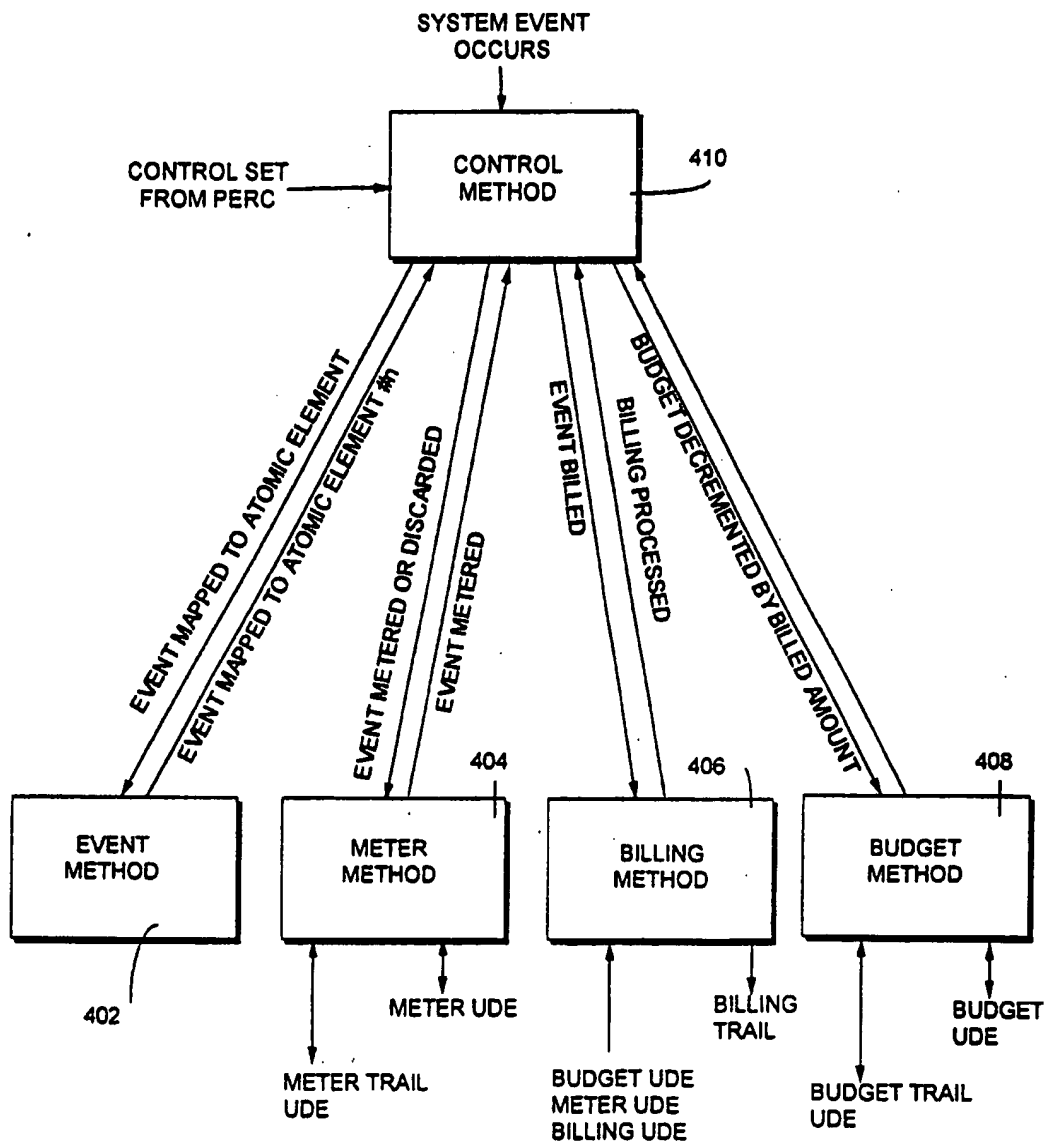 SYSTEM EVENT
OCCURS
CONTROL
METHOD
410
CONTROL SET
FROM PERC
EVENT MAPPED TO ATOMIC ELEMENT
EVENT MAPPED TO ATOMIC ELEMENT #n
EVENT METERED OR DISCARDED
EVENT METERED
EVENT BILLED
BILLING PROCESSED
BUDGET DECREMENTED BY BILLED AMOUNT
EVENT
METHOD
402
METER
METHOD
404
BILLING
METHOD
406
BUDGET
METHOD
408
METER TRAIL
UDE
METER UDE
BUDGET UDE
METER UDE
BILLING UDE
BILLING
TRAIL
BUDGET TRAIL
UDE
BUDGET
UDE